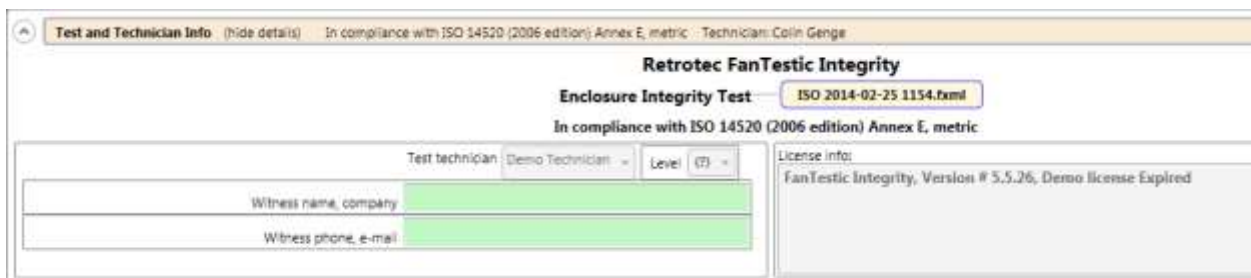 Test and Technician Info (hide details) In compliance with ISO 14520 (2006 edition) Annex E, metric Technician: Colin Genge
Retrotec FanTestic Integrity
Enclosure Integrity Test ISO 2014-02-25 1154.fxml
In compliance with ISO 14520 (2006 edition) Annex E, metric
Test technician Demo Technician Level (?)
License info:
FanTestic Integrity, Version # 5.5.26, Demo license Expired
Witness name, company
Witness phone, e-mail